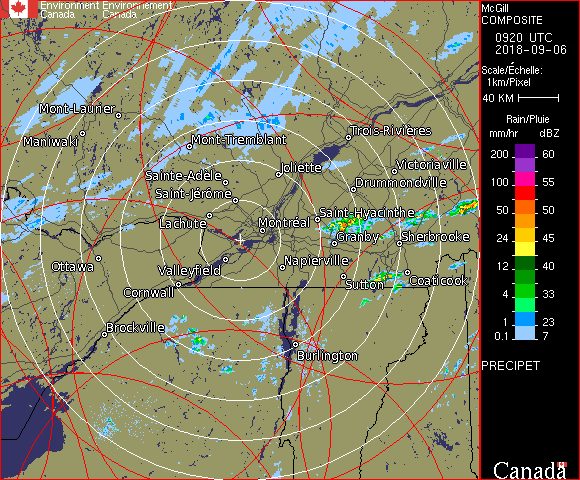 Environment Environnement
Canada Canada
McGill
COMPOSITE
0920 UTC
2018-09-06
Scale/Échelle:
1km/Pixel
40 KM
Rain/Pluie
mm/hr dBZ
200 60
100 55
50 50
24 45
12 40
4 33
1 23
0.1 7
PRECIPET
Canada
Mont-Laurier
Trois-Rivières
Maniwaki
Mont-Tremblant
Joliette
Victoriaville
Sainte-Adèle
Drummondville
Saint-Jérôme
Saint-Hyacinthe
Lachute
Montréal
Granby
Sherbrooke
Ottawa
Valleyfield
Napierville
Cornwall
Sutton
Coaticook
Brockville
Burlington